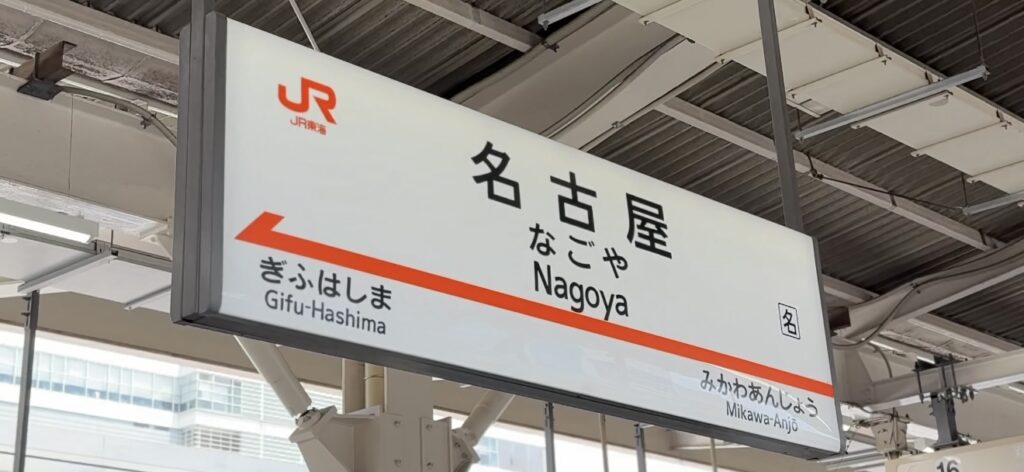 JR
JR東海
名古屋
なごや
Nagoya
名
ぎふはしま
Gifu-Hashima
みかわあんじょう
Mikawa-Anjō
16